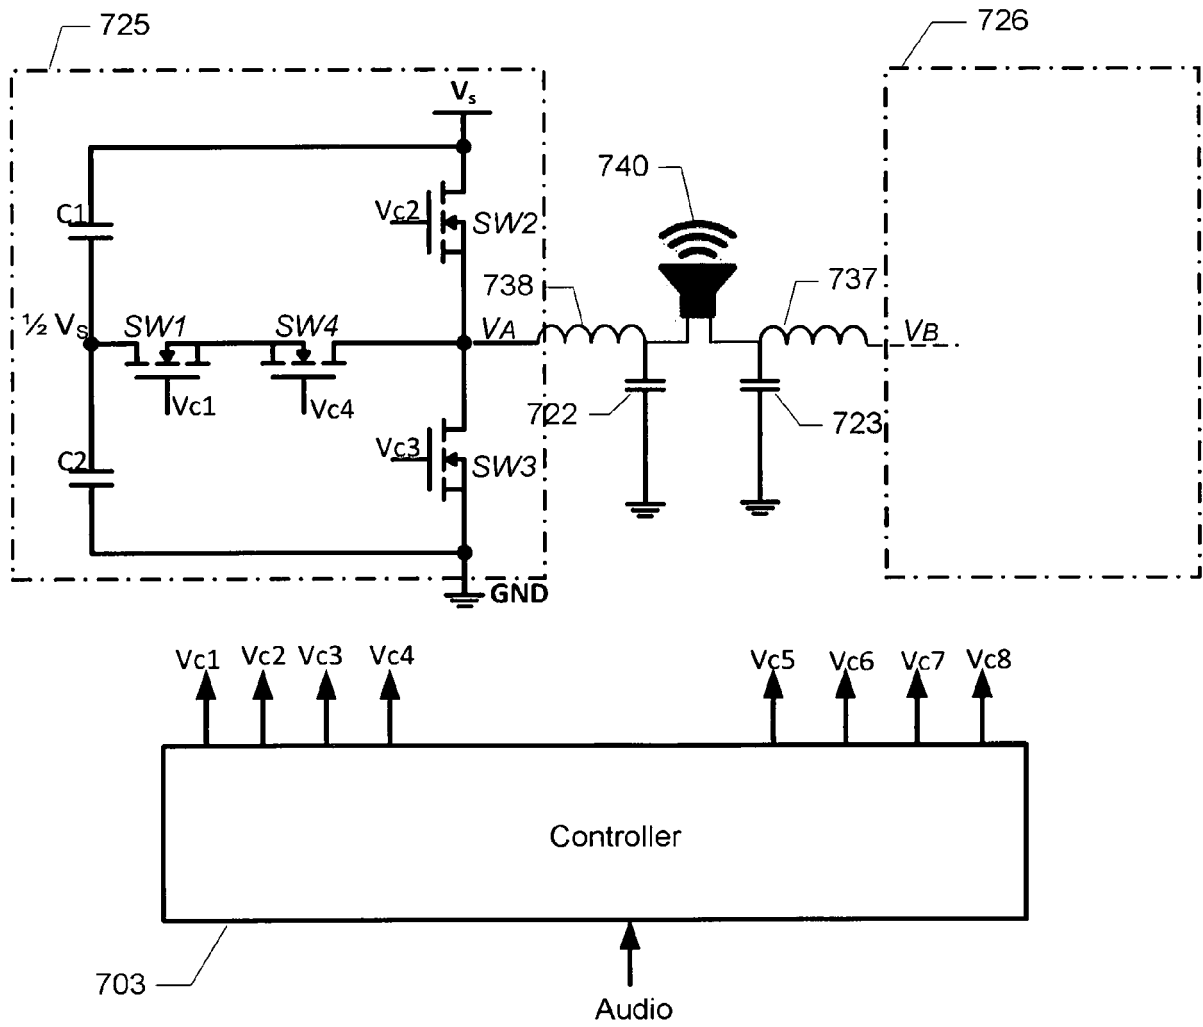 725
726
Vs
740
C1
Vc2
SW2
738
737
½ VS
SW1
SW4
VA
VB
Vc1
Vc4
722
723
C2
Vc3
SW3
GND
Vc1 Vc2 Vc3 Vc4 Vc5 Vc6 Vc7 Vc8
Controller
703
Audio